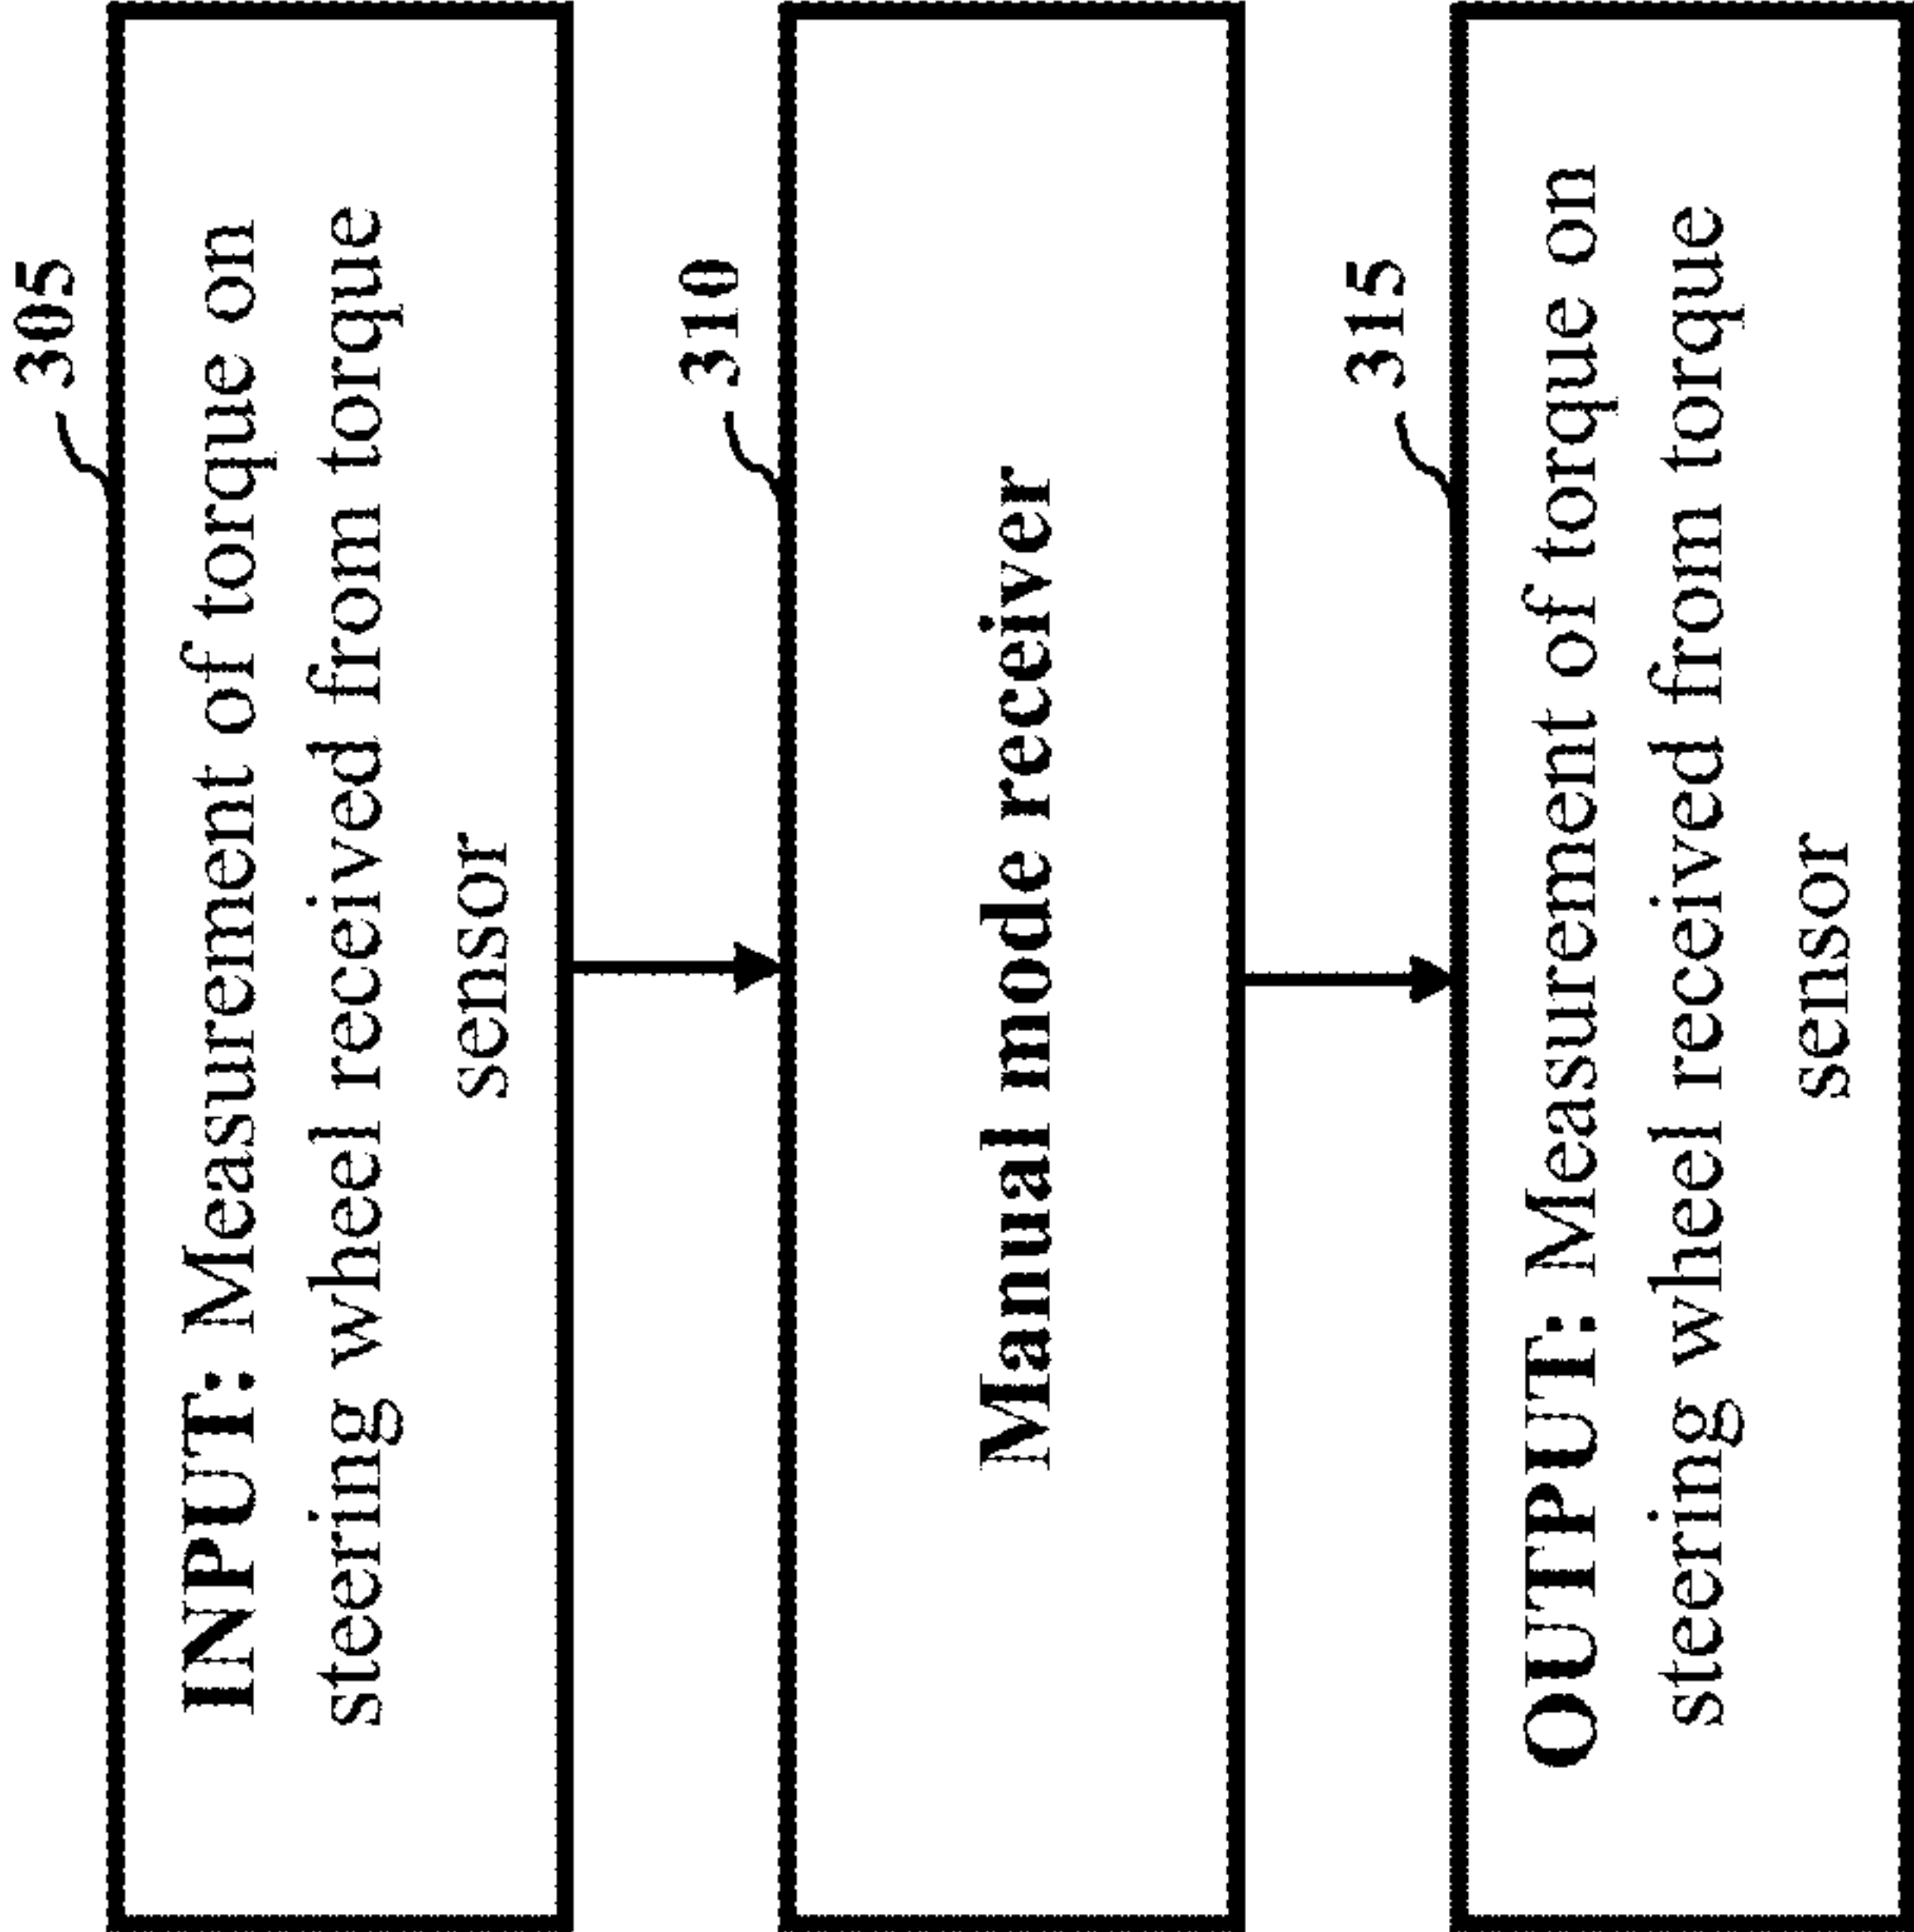 305
INPUT: Measurement of torque on
steering wheel received from torque
sensor
310
Manual mode receiver
315
OUTPUT: Measurement of torque on
steering wheel received from torque
sensor